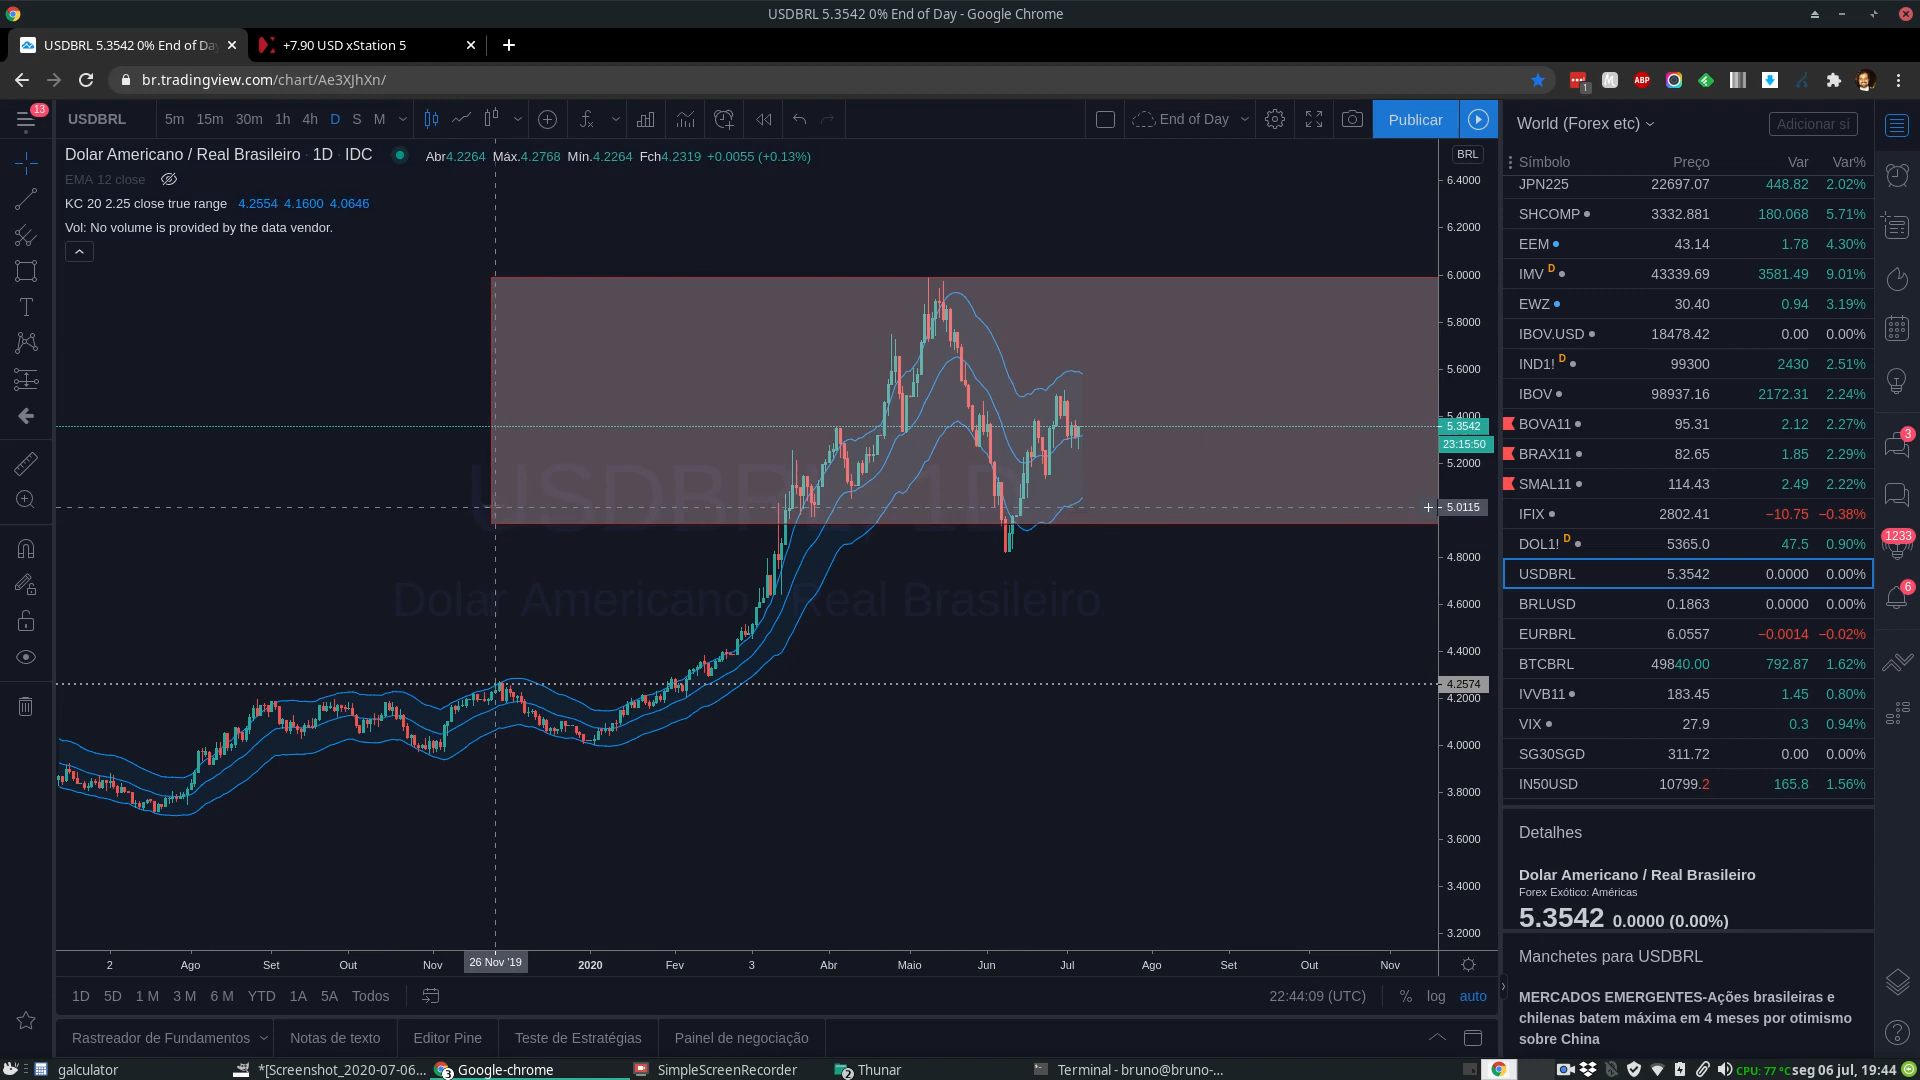 USDBRL 5.3542 0% End of Day - Google Chrome
USDBRL 5.3542 0% End of Da
+7.90 USD xStation 5
br.tradingview.com/chart/Ae3XJhXn/
1
ABP
13
USDBRL
5m 15m 30m 1h 4h D S M
End of Day
Publicar
Dolar Americano / Real Brasileiro · 1D · IDC
Abr4.2264 Máx.4.2768 Mín.4.2264 Fch4.2319 +0.0055 (+0.13%)
EMA 12 close
KC 20 2.25 close true range 4.2554 4.1600 4.0646
Vol: No volume is provided by the data vendor.
USDBRL, 1D
Dolar Americano / Real Brasileiro
BRL
6.4000
6.2000
6.0000
5.8000
5.6000
5.4000
5.3542
23:15:50
5.2000
5.0115
4.8000
4.6000
4.4000
4.2574
4.2000
4.0000
3.8000
3.6000
3.4000
3.2000
2 Ago Set Out Nov 26 Nov '19 2020 Fev 3 Abr Maio Jun Jul Ago Set Out Nov
1D 5D 1 M 3 M 6 M YTD 1A 5A Todos
22:44:09 (UTC) % log auto
Rastreador de Fundamentos Notas de texto Editor Pine Teste de Estratégias Painel de negociação
World (Forex etc)
Adicionar sí
Símbolo Preço Var Var%
JPN225 22697.07 448.82 2.02%
SHCOMP 3332.881 180.068 5.71%
EEM 43.14 1.78 4.30%
IMV D 43339.69 3581.49 9.01%
EWZ 30.40 0.94 3.19%
IBOV.USD 18478.42 0.00 0.00%
IND1! D 99300 2430 2.51%
IBOV 98937.16 2172.31 2.24%
BOVA11 95.31 2.12 2.27%
BRAX11 82.65 1.85 2.29%
SMAL11 114.43 2.49 2.22%
IFIX 2802.41 −10.75 −0.38%
DOL1! D 5365.0 47.5 0.90%
USDBRL 5.3542 0.0000 0.00%
BRLUSD 0.1863 0.0000 0.00%
EURBRL 6.0557 −0.0014 −0.02%
BTCBRL 49840.00 792.87 1.62%
IVVB11 183.45 1.45 0.80%
VIX 27.9 0.3 0.94%
SG30SGD 311.72 0.00 0.00%
IN50USD 10799.2 165.8 1.56%
Detalhes
Dolar Americano / Real Brasileiro
Forex Exótico: Américas
5.3542 0.0000 (0.00%)
Manchetes para USDBRL
MERCADOS EMERGENTES-Ações brasileiras e
chilenas batem máxima em 4 meses por otimismo
sobre China
3
1233
6
galculator
*[Screenshot_2020-07-06...
3 Google-chrome
SimpleScreenRecorder
2 Thunar
Terminal - bruno@bruno-...
CPU: 77 °C
seg 06 jul, 19:44